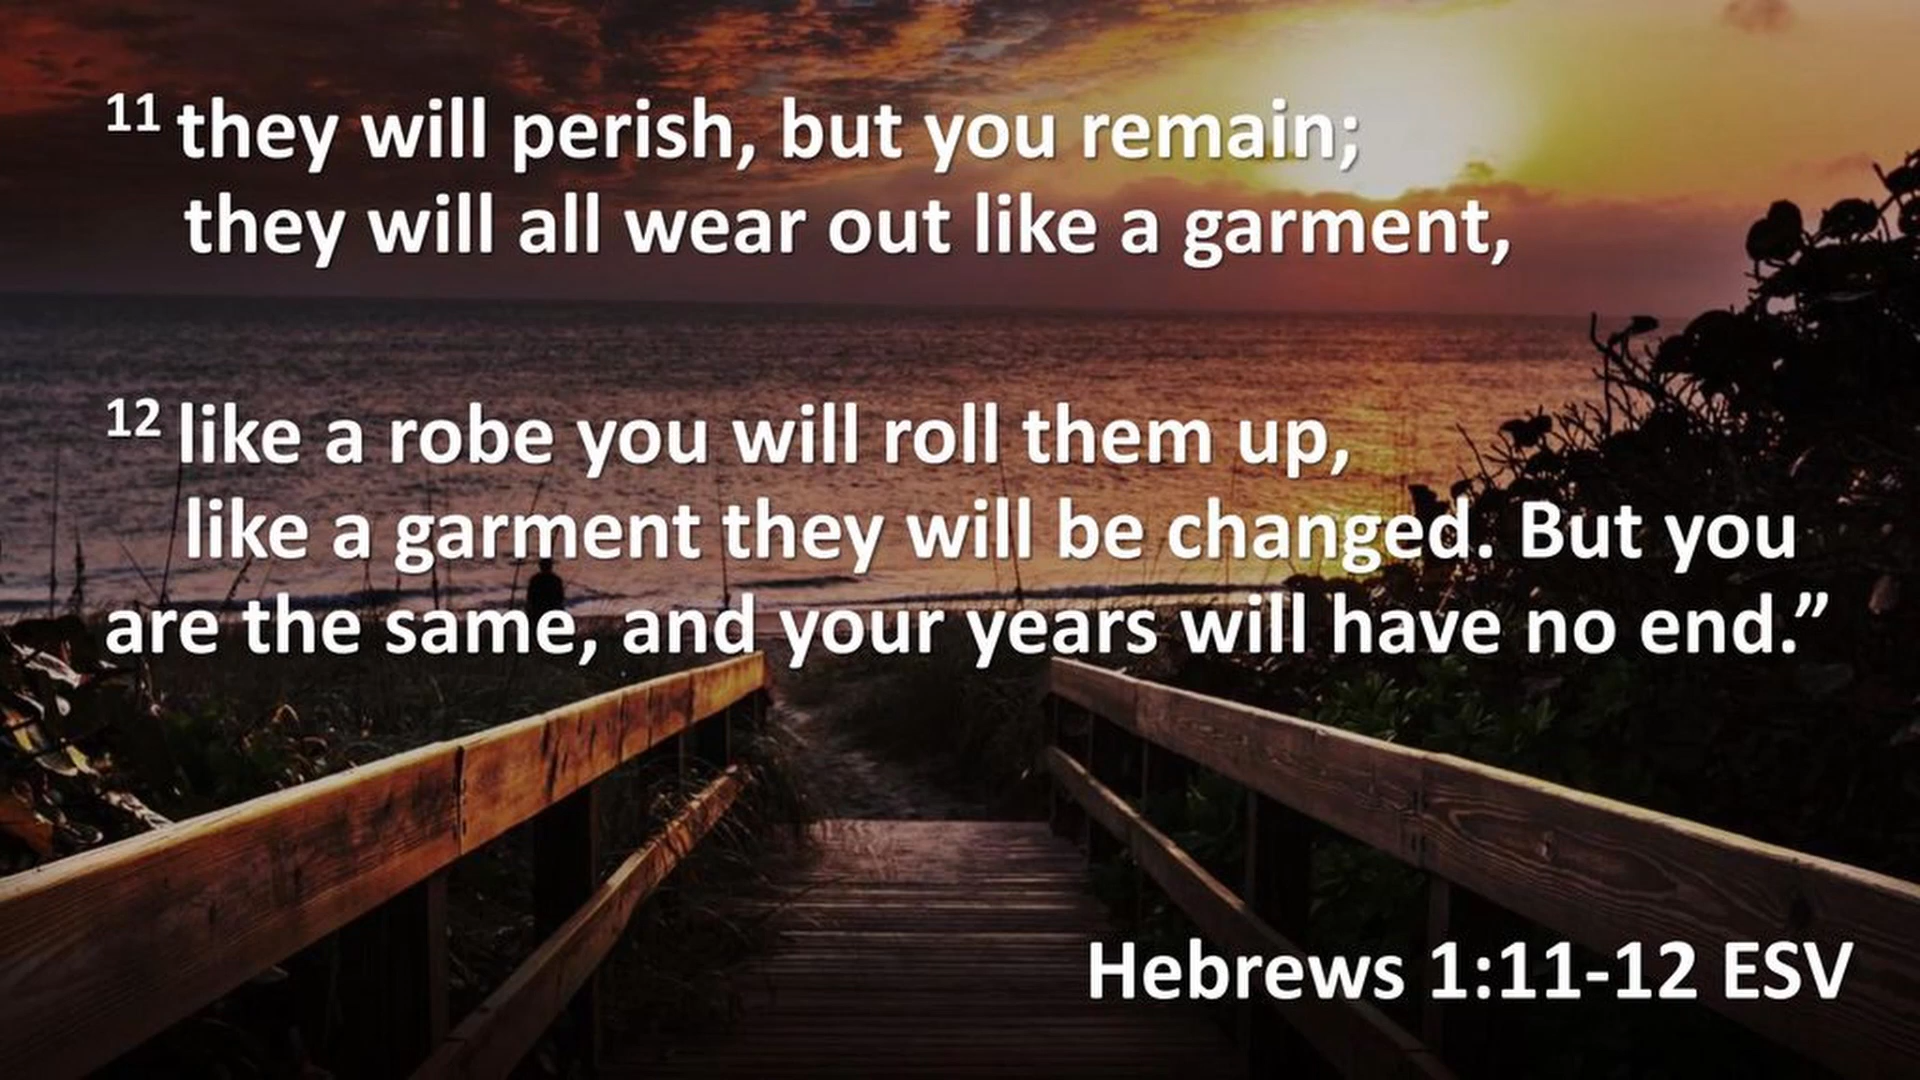 11 they will perish, but you remain;
they will all wear out like a garment,
12 like a robe you will roll them up,
like a garment they will be changed. But you
are the same, and your years will have no end.”
Hebrews 1:11-12 ESV